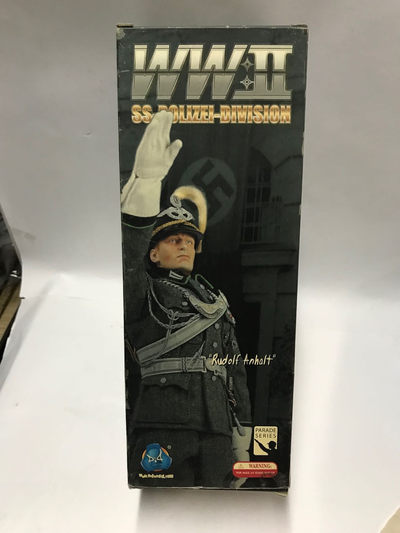 WWII
SS-POLIZEI-DIVISION
"Rudolf Anhalt"
PARADE
SERIES
WARNING: